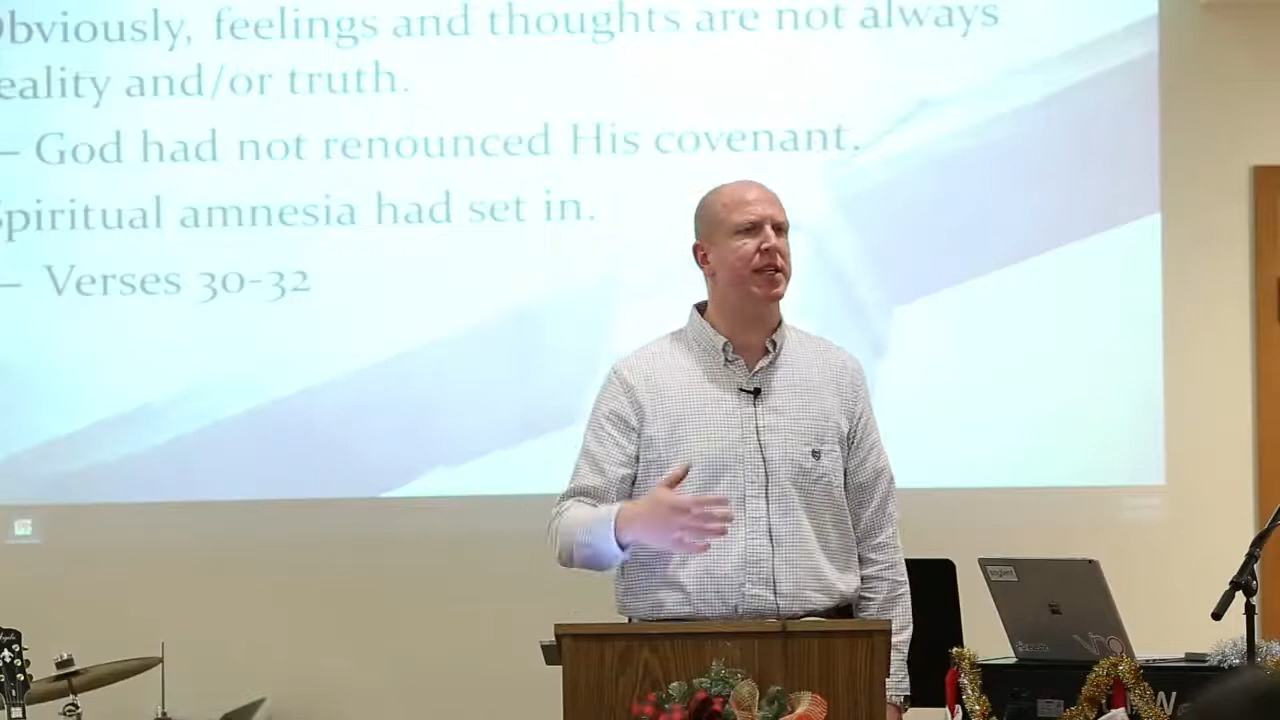 bviously, feelings and thoughts are not always
eality and/or truth.
– God had not renounced His covenant.
Spiritual amnesia had set in.
– Verses 30-32